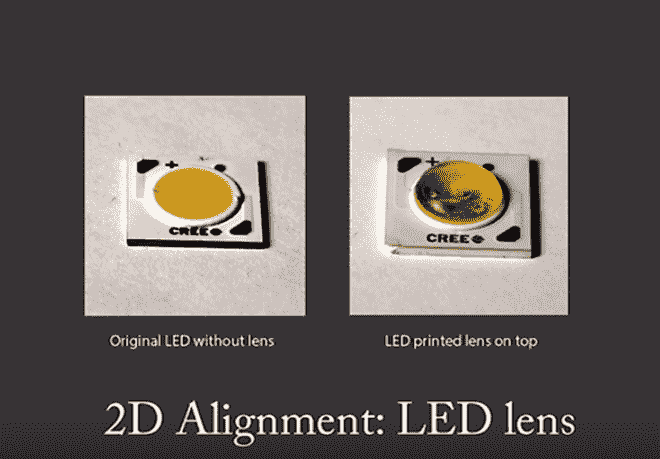 +
CREE
+
CREE
Original LED without lens
LED printed lens on top
2D Alignment: LED lens